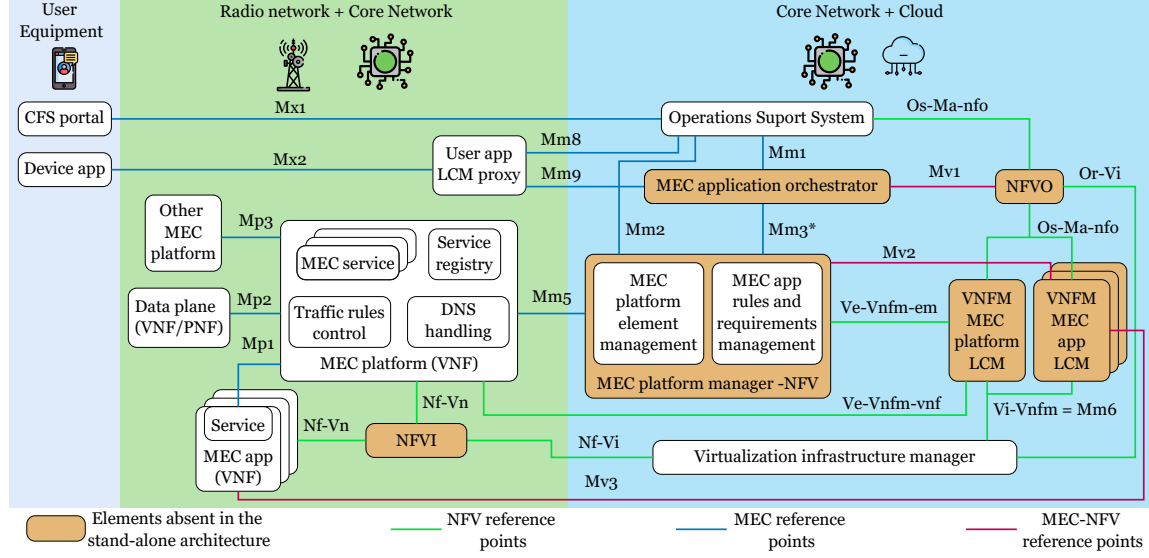 User
Equipment
Radio network + Core Network
Core Network + Cloud
CFS portal
Mx1
Operations Suport System
Os-Ma-nfo
Device app
Mx2
User app
LCM proxy
Mm8
Mm9
Mm1
MEC application orchestrator
Mv1
NFVO
Or-Vi
Other
MEC
platform
Mp3
MEC service
Service
registry
Mm2
Mm3*
Os-Ma-nfo
Mv2
Data plane
(VNF/PNF)
Mp2
Traffic rules
control
DNS
handling
MEC platform (VNF)
Mm5
MEC
platform
element
management
MEC app
rules and
requirements
management
MEC platform manager -NFV
Ve-Vnfm-em
VNFM
MEC
platform
LCM
VNFM
MEC
app
LCM
Mp1
Nf-Vn
Ve-Vnfm-vnf
Vi-Vnfm = Mm6
Service
MEC app
(VNF)
Nf-Vn
NFVI
Nf-Vi
Virtualization infrastructure manager
Mv3
Elements absent in the
stand-alone architecture
NFV reference
points
MEC reference
points
MEC-NFV
reference points